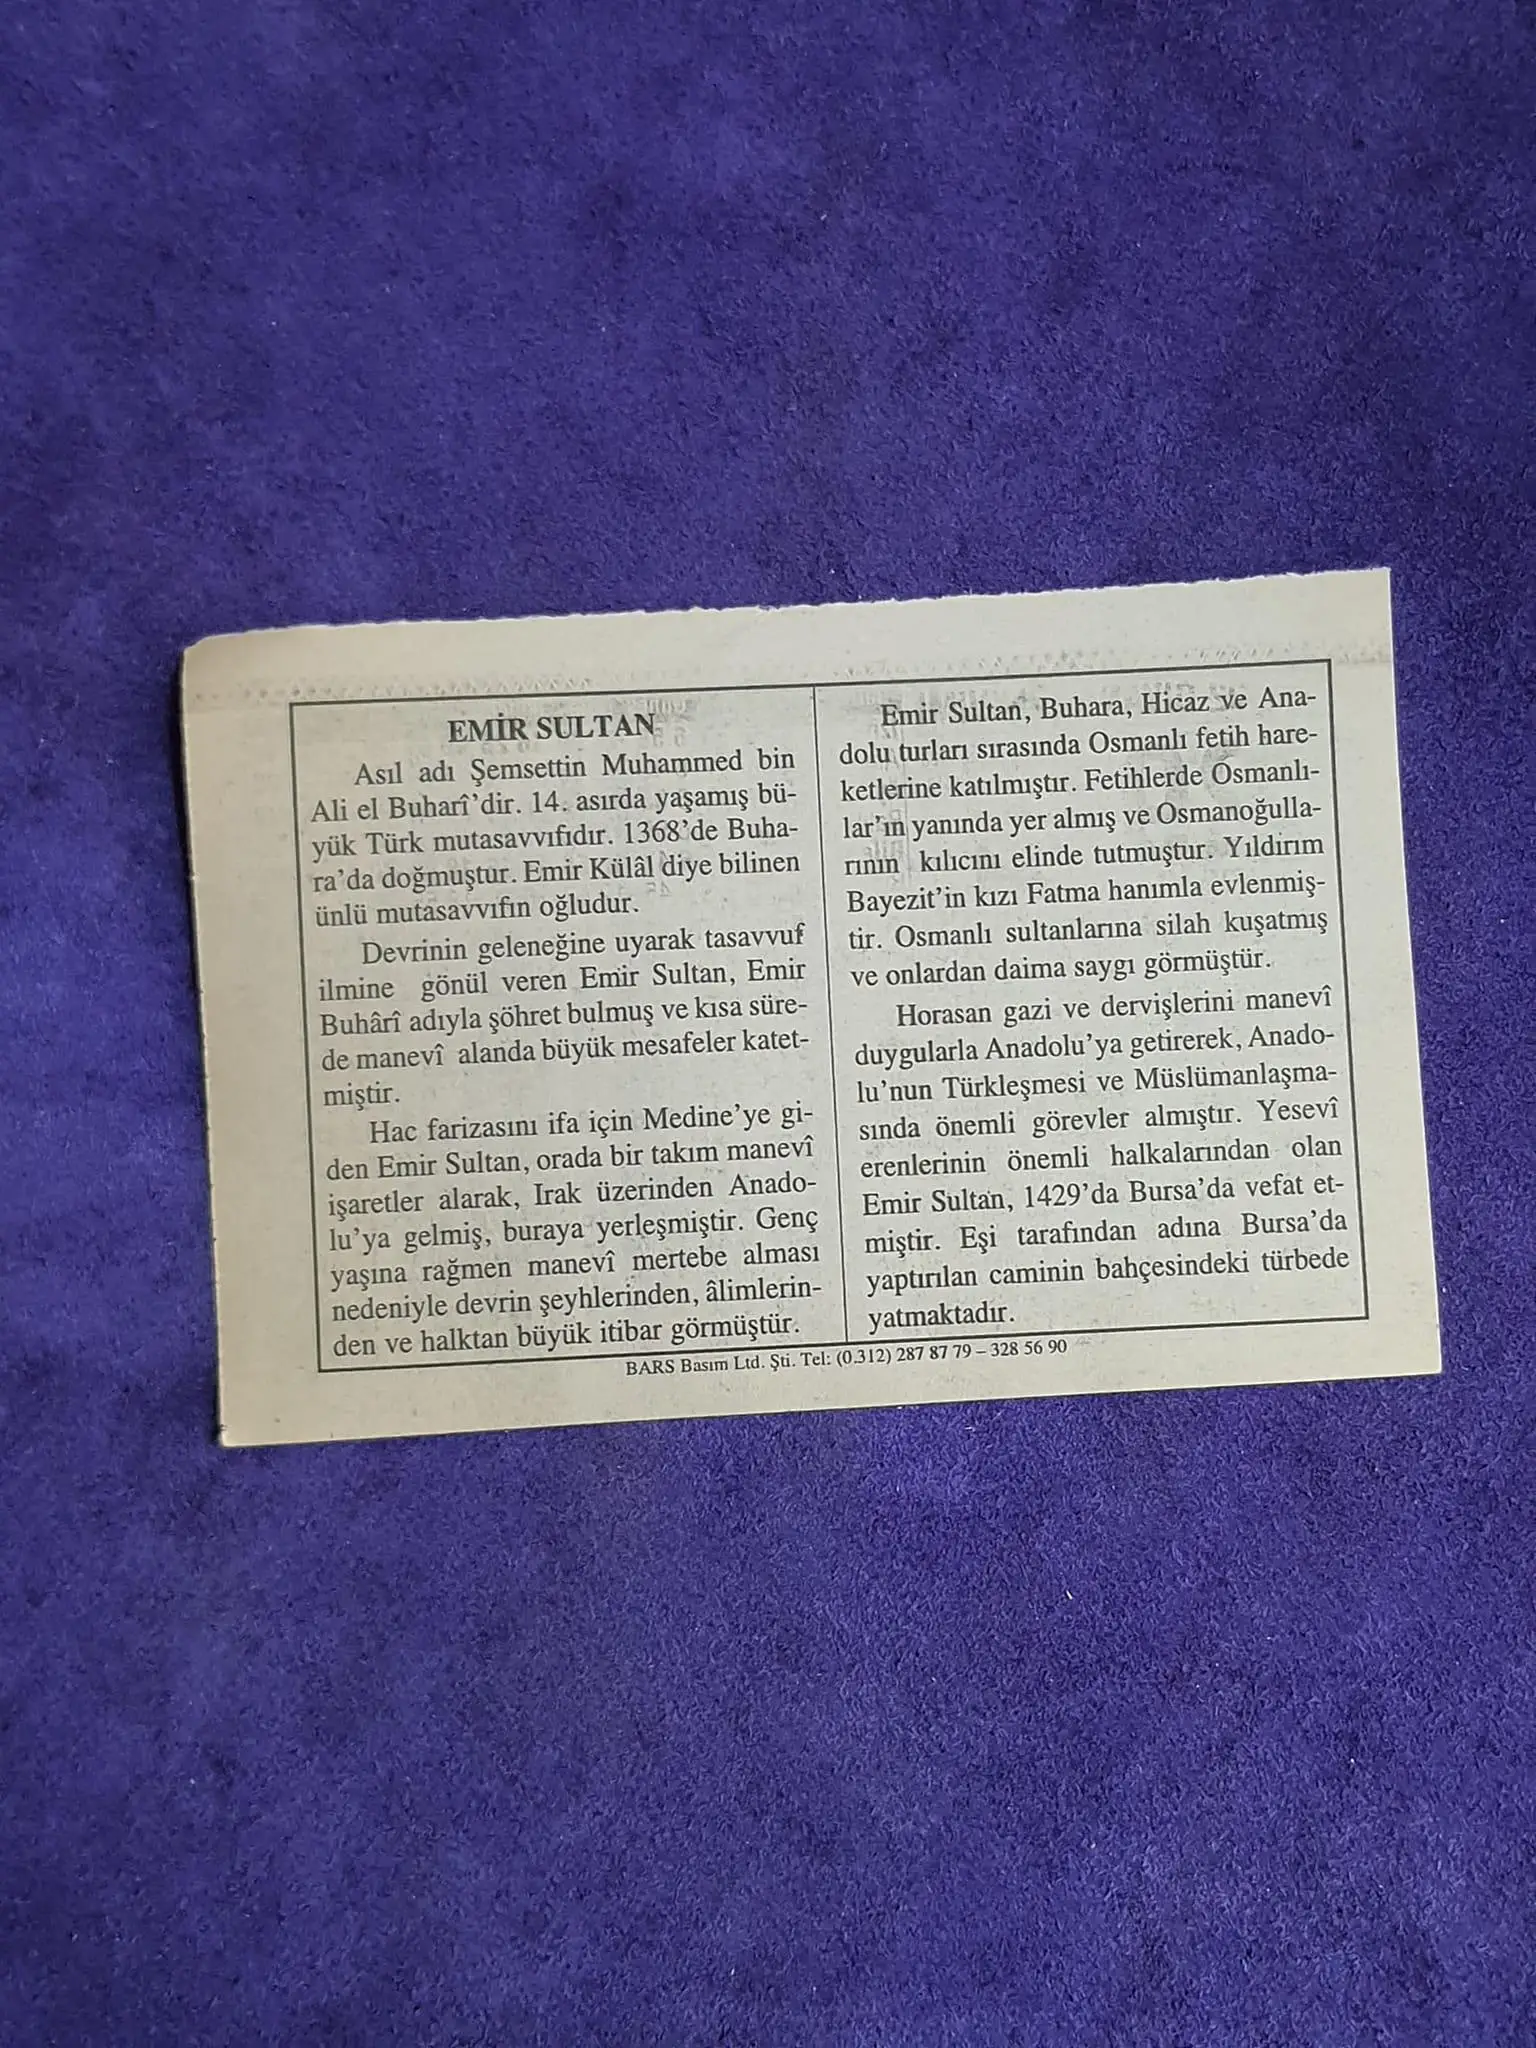 EMİR SULTAN
Asıl adı Şemsettin Muhammed bin
Ali el Buharî'dir. 14. asırda yaşamış bü-
yük Türk mutasavvıfıdır. 1368'de Buha-
ra'da doğmuştur. Emir Külâl diye bilinen
ünlü mutasavvıfın oğludur.
Devrinin geleneğine uyarak tasavvuf
ilmine gönül veren Emir Sultan, Emir
Buhârî adıyla şöhret bulmuş ve kısa süre-
de manevî alanda büyük mesafeler katet-
miştir.
Hac farizasını ifa için Medine'ye gi-
den Emir Sultan, orada bir takım manevî
işaretler alarak, Irak üzerinden Anado-
lu'ya gelmiş, buraya yerleşmiştir. Genç
yaşına rağmen manevî mertebe alması
nedeniyle devrin şeyhlerinden, âlimlerin-
den ve halktan büyük itibar görmüştür.
Emir Sultan, Buhara, Hicaz ve Ana-
dolu turları sırasında Osmanlı fetih hare-
ketlerine katılmıştır. Fetihlerde Osmanlı-
lar'ın yanında yer almış ve Osmanoğulla-
rının kılıcını elinde tutmuştur. Yıldirım
Bayezit'in kızı Fatma hanımla evlenmiş-
tir. Osmanlı sultanlarına silah kuşatmış
ve onlardan daima saygı görmüştür.
Horasan gazi ve dervişlerini manevî
duygularla Anadolu'ya getirerek, Anado-
lu'nun Türkleşmesi ve Müslümanlaşma-
sında önemli görevler almıştır. Yesevî
erenlerinin önemli halkalarından olan
Emir Sultan, 1429'da Bursa'da vefat et-
miştir. Eşi tarafından adına Bursa'da
yaptırılan caminin bahçesindeki türbede
yatmaktadır.
BARS Basım Ltd. Şti. Tel: (0.312) 287 87 79 – 328 56 90